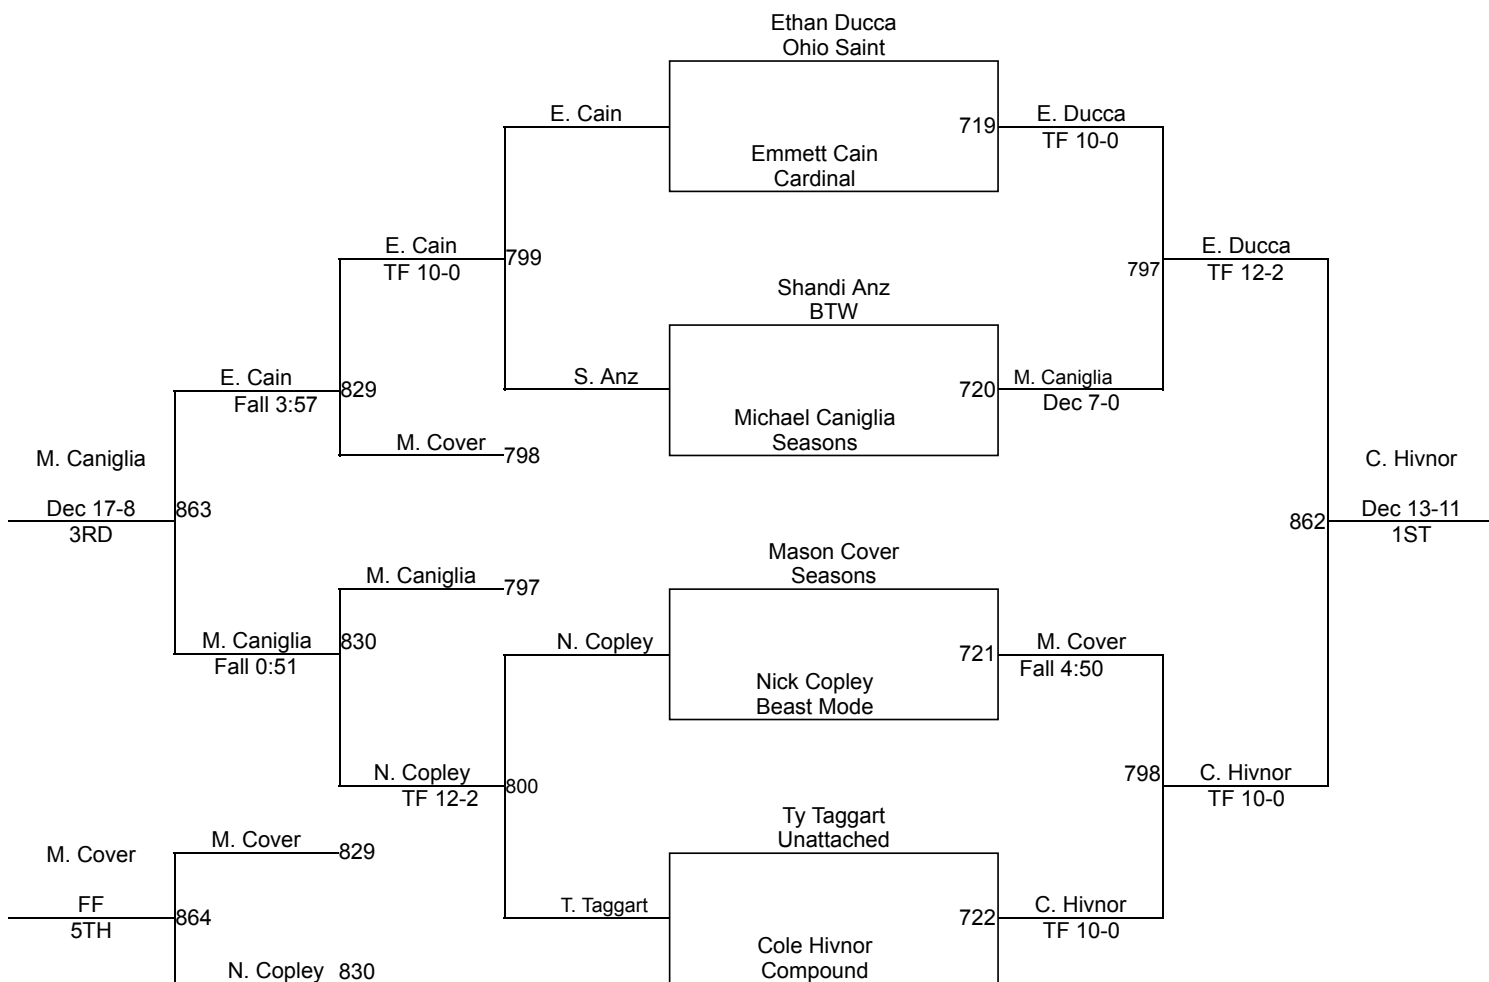 Ethan Ducca
Ohio Saint
E. Cain
719
E. Ducca
TF 10-0
Emmett Cain
Cardinal
E. Cain
TF 10-0
799
797
E. Ducca
TF 12-2
Shandi Anz
BTW
E. Cain
Fall 3:57
829
S. Anz
720
M. Caniglia
Dec 7-0
Michael Caniglia
Seasons
M. Cover
798
M. Caniglia
Dec 17-8
3RD
863
C. Hivnor
862
Dec 13-11
1ST
Mason Cover
Seasons
M. Caniglia
797
M. Caniglia
Fall 0:51
830
N. Copley
721
M. Cover
Fall 4:50
Nick Copley
Beast Mode
N. Copley
TF 12-2
800
798
C. Hivnor
TF 10-0
Ty Taggart
Unattached
M. Cover
M. Cover
829
FF
5TH
864
T. Taggart
722
C. Hivnor
TF 10-0
Cole Hivnor
Compound
N. Copley
830